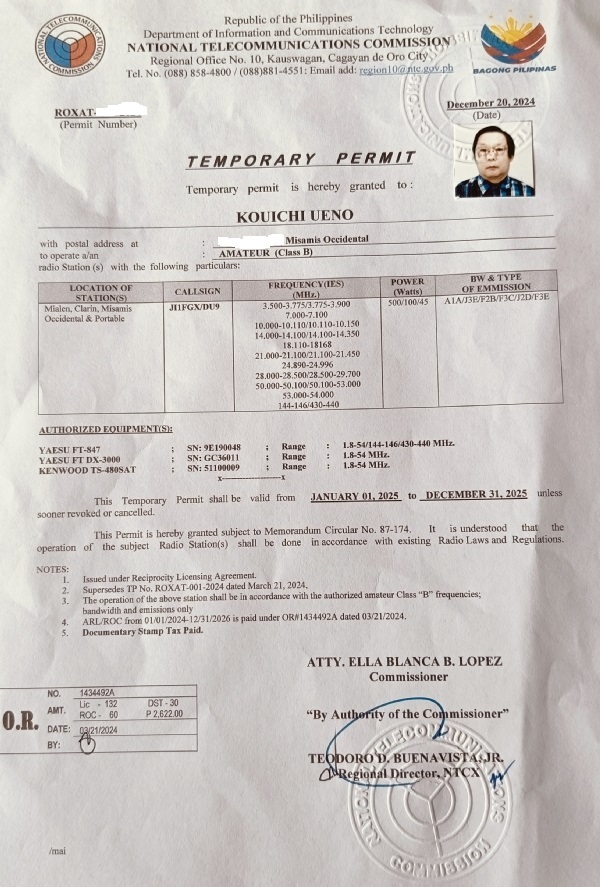 Republic of the Philippines
Department of Information and Communications Technology
NATIONAL TELECOMMUNICATIONS COMMISSION
Regional Office No. 10, Kauswagan, Cagayan de Oro City
Tel. No. (088) 858-4800 / (088)881-4551: Email add: region10@ntc.gov.ph
NATIONAL TELECOMMUNICATIONS COMMISSION
BAGONG PILIPINAS
ROXAT-
(Permit Number)
December 20, 2024
(Date)
TEMPORARY PERMIT
Temporary permit is hereby granted to :
KOUICHI UENO
with postal address at : Misamis Occidental
to operate a/an : AMATEUR (Class B)
radio Station (s) with the following particulars:
LOCATION OF STATION(S) CALLSIGN FREQUENCY(IES) (MHz) POWER (Watts) BW & TYPE OF EMMISSION
Mialen, Clarin, Misamis Occidental & Portable JI1FGX/DU9 3.500-3.775/3.775-3.900 500/100/45 A1A/J3E/F2B/F3C/J2D/F3E
7.000-7.100
10.000-10.110/10.110-10.150
14.000-14.100/14.100-14.350
18.110-18168
21.000-21.100/21.100-21.450
24.890-24.996
28.000-28.500/28.500-29.700
50.000-50.100/50.100-53.000
53.000-54.000
144-146/430-440
AUTHORIZED EQUIPMENT(S):
YAESU FT-847 ; SN: 9E190048 ; Range : 1.8-54/144-146/430-440 MHz.
YAESU FT DX-3000 ; SN: GC36011 ; Range : 1.8-54 MHz.
KENWOOD TS-480SAT : SN: 51100009 ; Range : 1.8-54 MHz.
x--------------------x
This Temporary Permit shall be valid from JANUARY 01, 2025 to DECEMBER 31, 2025 unless
sooner revoked or cancelled.
This Permit is hereby granted subject to Memorandum Circular No. 87-174. It is understood that the
operation of the subject Radio Station(s) shall be done in accordance with existing Radio Laws and Regulations.
NOTES:
1. Issued under Reciprocity Licensing Agreement.
2. Supersedes TP No. ROXAT-001-2024 dated March 21, 2024,
3. The operation of the above station shall be in accordance with the authorized amateur Class "B" frequencies;
bandwidth and emissions only
4. ARL/ROC from 01/01/2024-12/31/2026 is paid under OR#1434492A dated 03/21/2024.
5. Documentary Stamp Tax Paid.
ATTY. ELLA BLANCA B. LOPEZ
Commissioner
"By Authority of the Commissioner"
TEODORO D. BUENAVISTA, JR.
Regional Director, NTCX
O.R.
NO. 1434492A
AMT. Lic - 132 DST - 30
ROC - 60 P 2,622.00
DATE: 03/21/2024
BY:
NATIONAL TELECOMMUNICATIONS COMMISSION
/mai